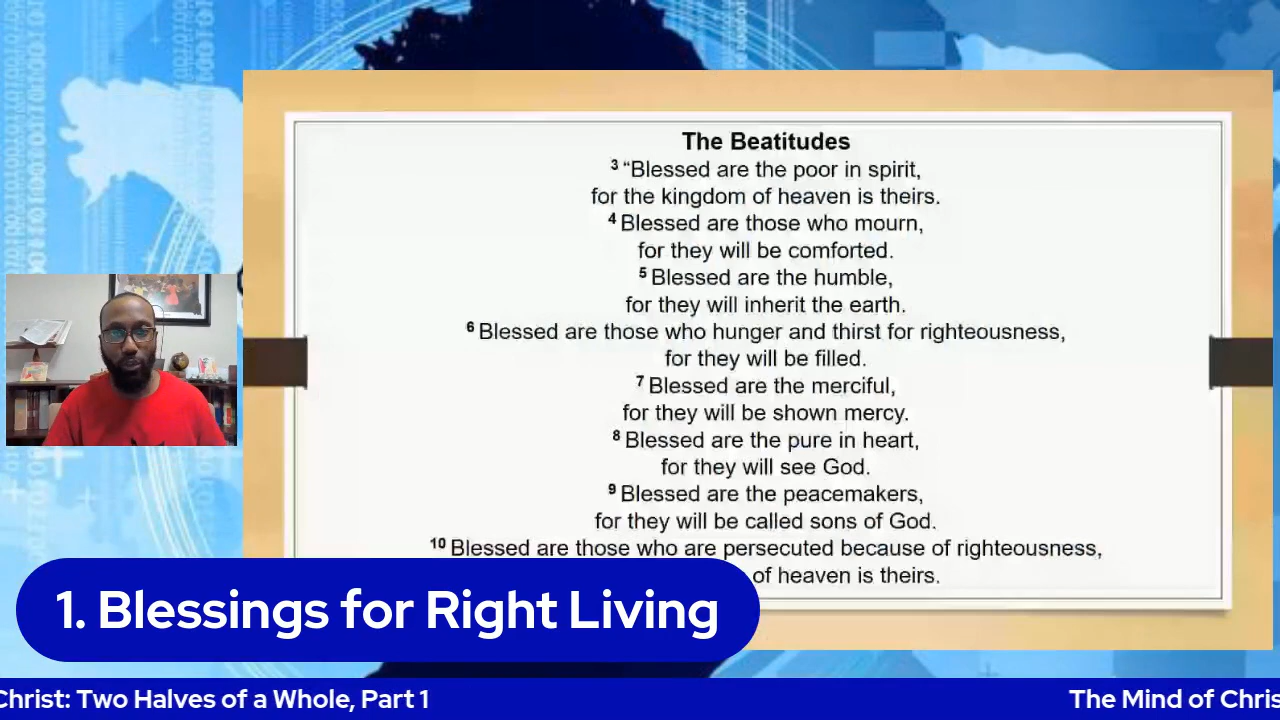 The Beatitudes
3 “Blessed are the poor in spirit,
for the kingdom of heaven is theirs.
4 Blessed are those who mourn,
for they will be comforted.
5 Blessed are the humble,
for they will inherit the earth.
6 Blessed are those who hunger and thirst for righteousness,
for they will be filled.
7 Blessed are the merciful,
for they will be shown mercy.
8 Blessed are the pure in heart,
for they will see God.
9 Blessed are the peacemakers,
for they will be called sons of God.
10 Blessed are those who are persecuted because of righteousness,
of heaven is theirs.
1. Blessings for Right Living
Christ: Two Halves of a Whole, Part 1
The Mind of Chris